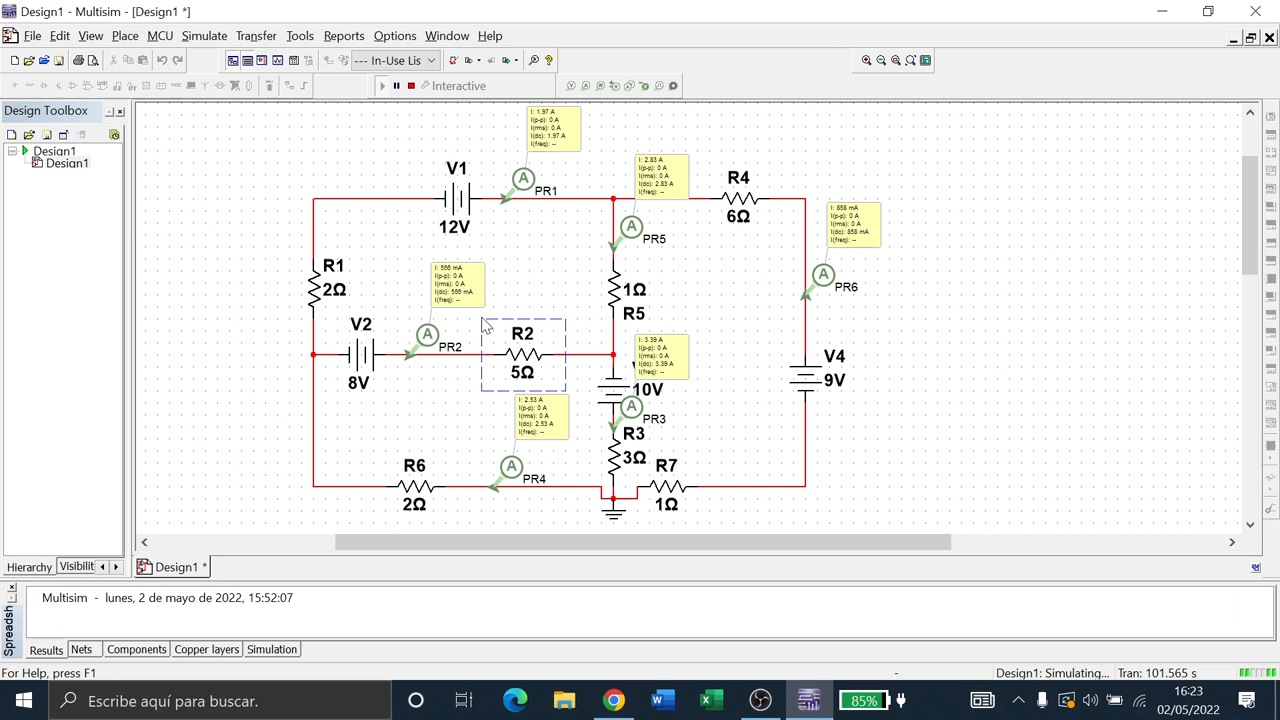 Design1 - Multisim - [Design1 *]
File Edit View Place MCU Simulate Transfer Tools Reports Options Window Help
--- In-Use Lis
Interactive
Design Toolbox
Design1
Design1
I: 1.97 A
I(p-p): 0 A
I(rms): 0 A
I(dc): 1.97 A
I(freq): --
A
PR1
V1
12V
I: 2.83 A
I(p-p): 0 A
I(rms): 0 A
I(dc): 2.83 A
I(freq): --
A
PR5
R4
6Ω
I: 858 mA
I(p-p): 0 A
I(rms): 0 A
I(dc): 858 mA
I(freq): --
A
PR6
R1
2Ω
I: 556 mA
I(p-p): 0 A
I(rms): 0 A
I(dc): 556 mA
I(freq): --
A
PR2
1Ω
R5
V2
8V
R2
5Ω
I: 3.39 A
I(p-p): 0 A
I(rms): 0 A
I(dc): 3.39 A
I(freq): --
10V
A
PR3
V4
9V
I: 2.53 A
I(p-p): 0 A
I(rms): 0 A
I(dc): 2.53 A
I(freq): --
A
PR4
R3
3Ω
R6
2Ω
R7
1Ω
Hierarchy Visibilit
Design1 *
Multisim - lunes, 2 de mayo de 2022, 15:52:07
Spreadsh
Results Nets Components Copper layers Simulation
For Help, press F1
- Design1: Simulating... Tran: 101.565 s
Escribe aquí para buscar.
85%
16:23
02/05/2022